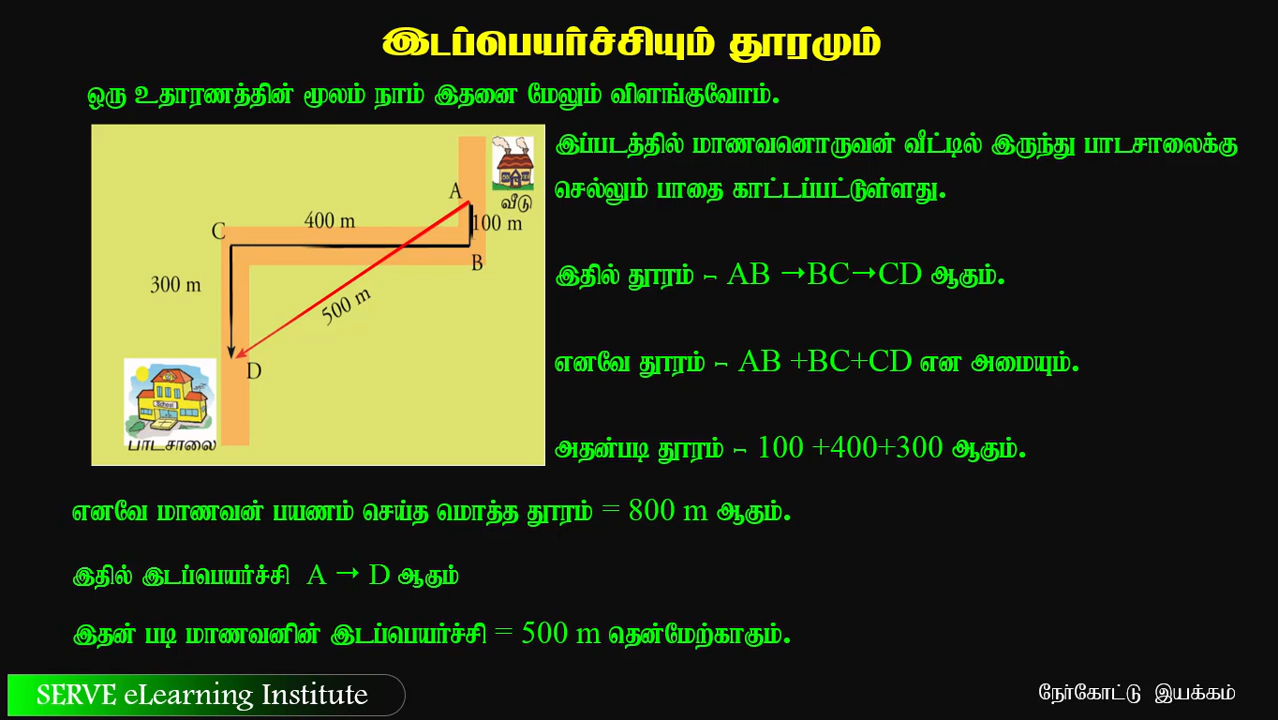 இடப்பெயர்ச்சியும் தூரமும்
ஒரு உதாரணத்தின் மூலம் நாம் இதனை மேலும் விளங்குவோம்.
இப்படத்தில் மாணவனொருவன் வீட்டில் இருந்து பாடசாலைக்கு
செல்லும் பாதை காட்டப்பட்டுள்ளது.
A
வீடு
400 m
100 m
C
B
300 m
500 m
D
School
பாடசாலை
இதில் தூரம் – AB →BC→CD ஆகும்.
எனவே தூரம் – AB +BC+CD என அமையும்.
அதன்படி தூரம் – 100 +400+300 ஆகும்.
எனவே மாணவன் பயணம் செய்த மொத்த தூரம் = 800 m ஆகும்.
இதில் இடப்பெயர்ச்சி A → D ஆகும்
இதன் படி மாணவனின் இடப்பெயர்ச்சி = 500 m தென்மேற்காகும்.
SERVE eLearning Institute
நேர்கோட்டு இயக்கம்